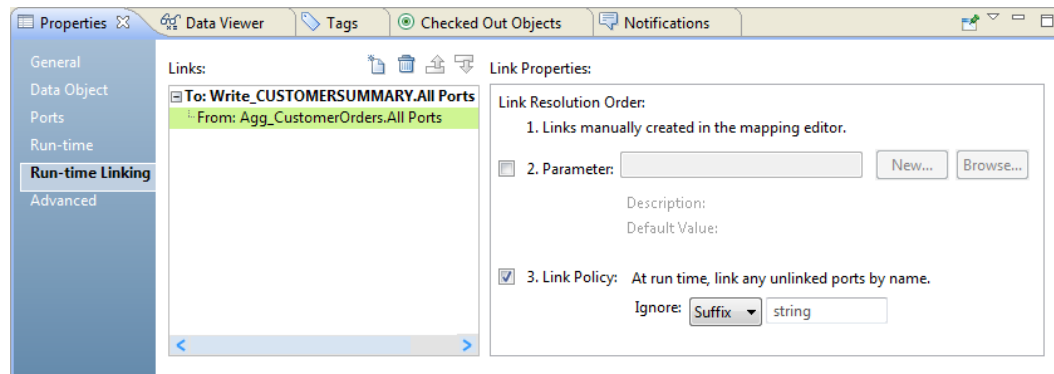 Properties Data Viewer Tags Checked Out Objects Notifications
General
Data Object
Ports
Run-time
Run-time Linking
Advanced
Links:
To: Write_CUSTOMERSUMMARY.All Ports
From: Agg_CustomerOrders.All Ports
Link Properties:
Link Resolution Order:
1. Links manually created in the mapping editor.
2. Parameter: New... Browse...
Description:
Default Value:
3. Link Policy: At run time, link any unlinked ports by name.
Ignore: Suffix string